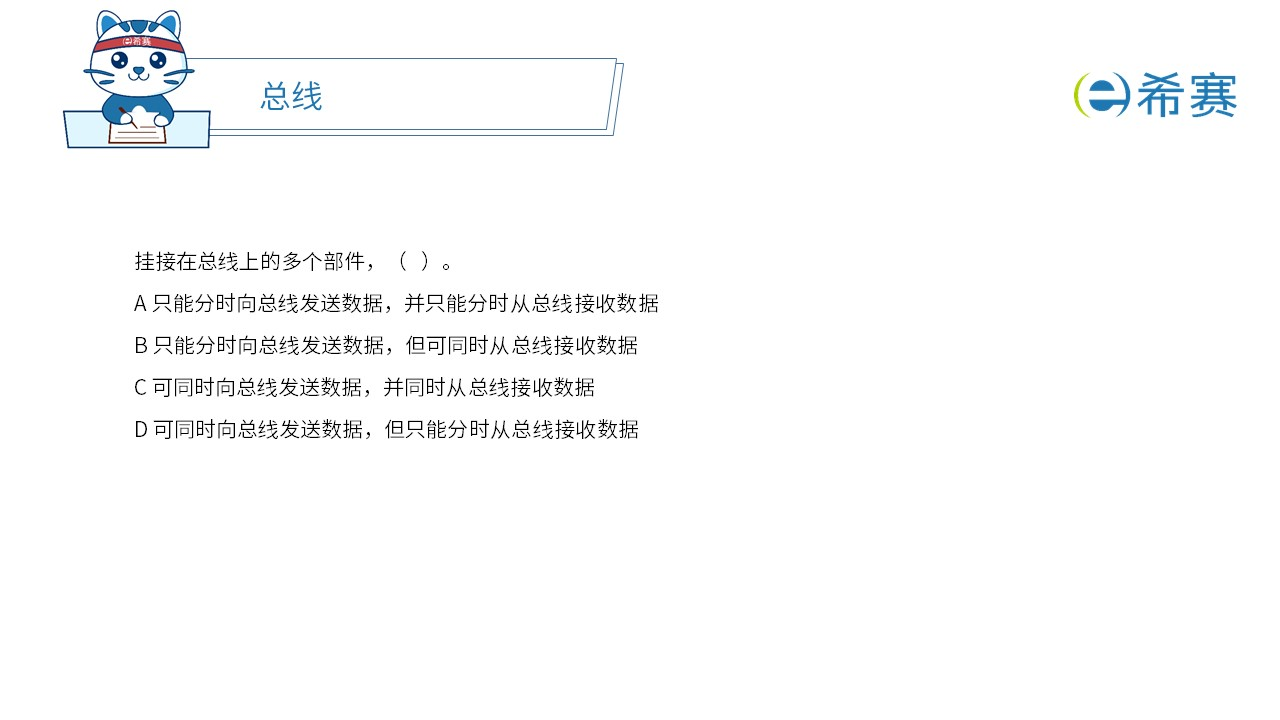 希赛
总线
希赛
挂接在总线上的多个部件，（  ）。
A 只能分时向总线发送数据，并只能分时从总线接收数据
B 只能分时向总线发送数据，但可同时从总线接收数据
C 可同时向总线发送数据，并同时从总线接收数据
D 可同时向总线发送数据，但只能分时从总线接收数据